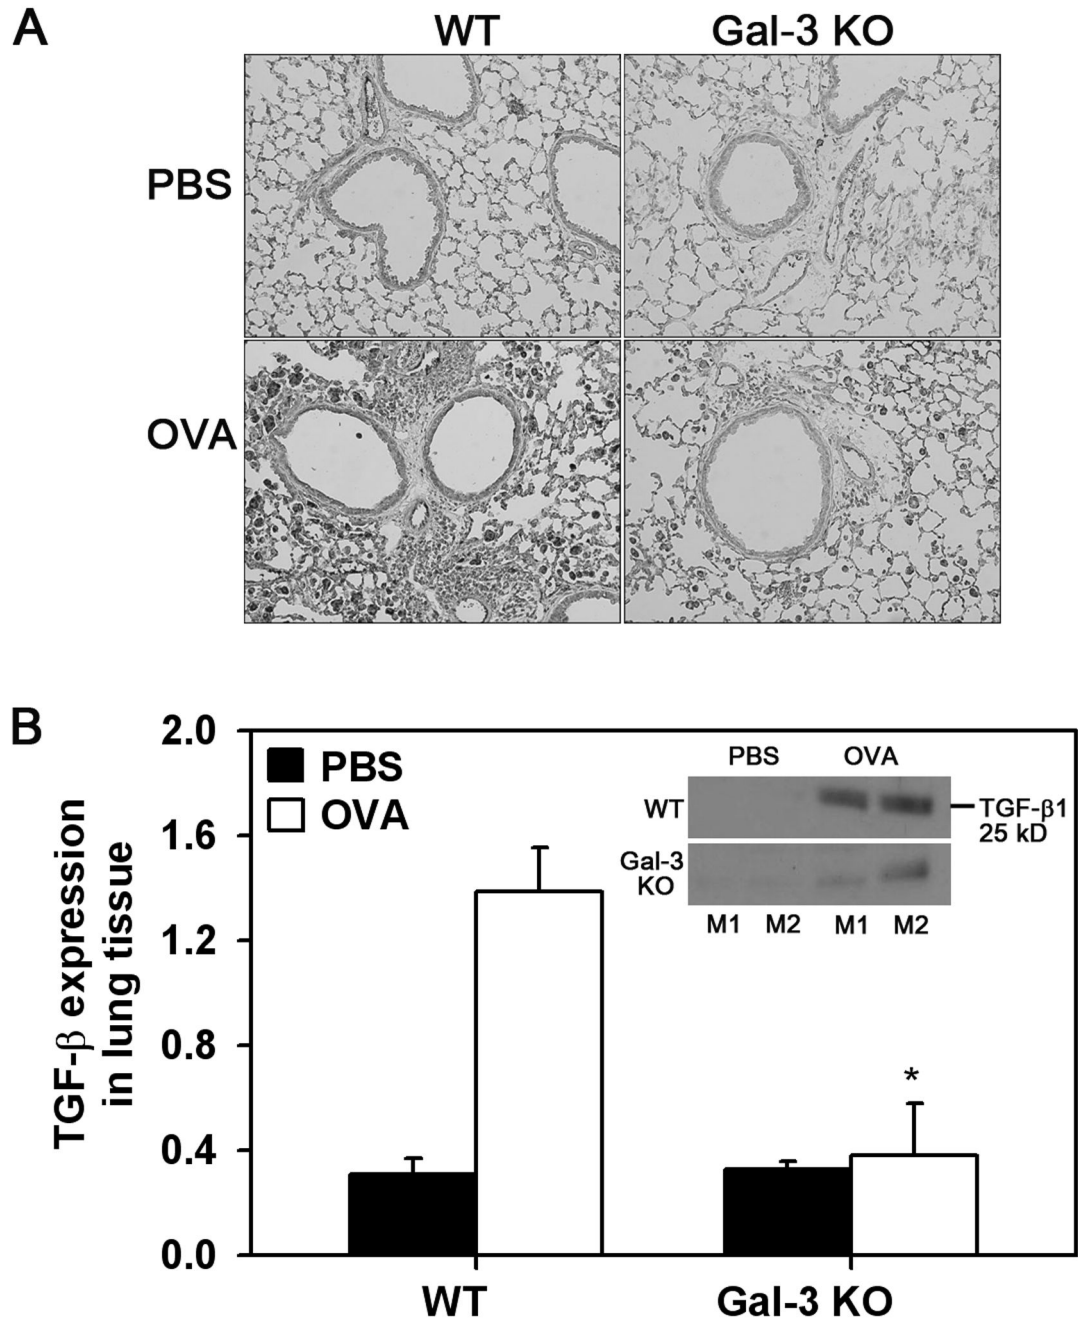 A
WT
Gal-3 KO
PBS
OVA
B
2.0
1.6
1.2
0.8
0.4
0.0
TGF-β expression
in lung tissue
PBS
OVA
PBS OVA
WT
TGF-β1
25 kD
Gal-3
KO
M1 M2 M1 M2
*
WT
Gal-3 KO